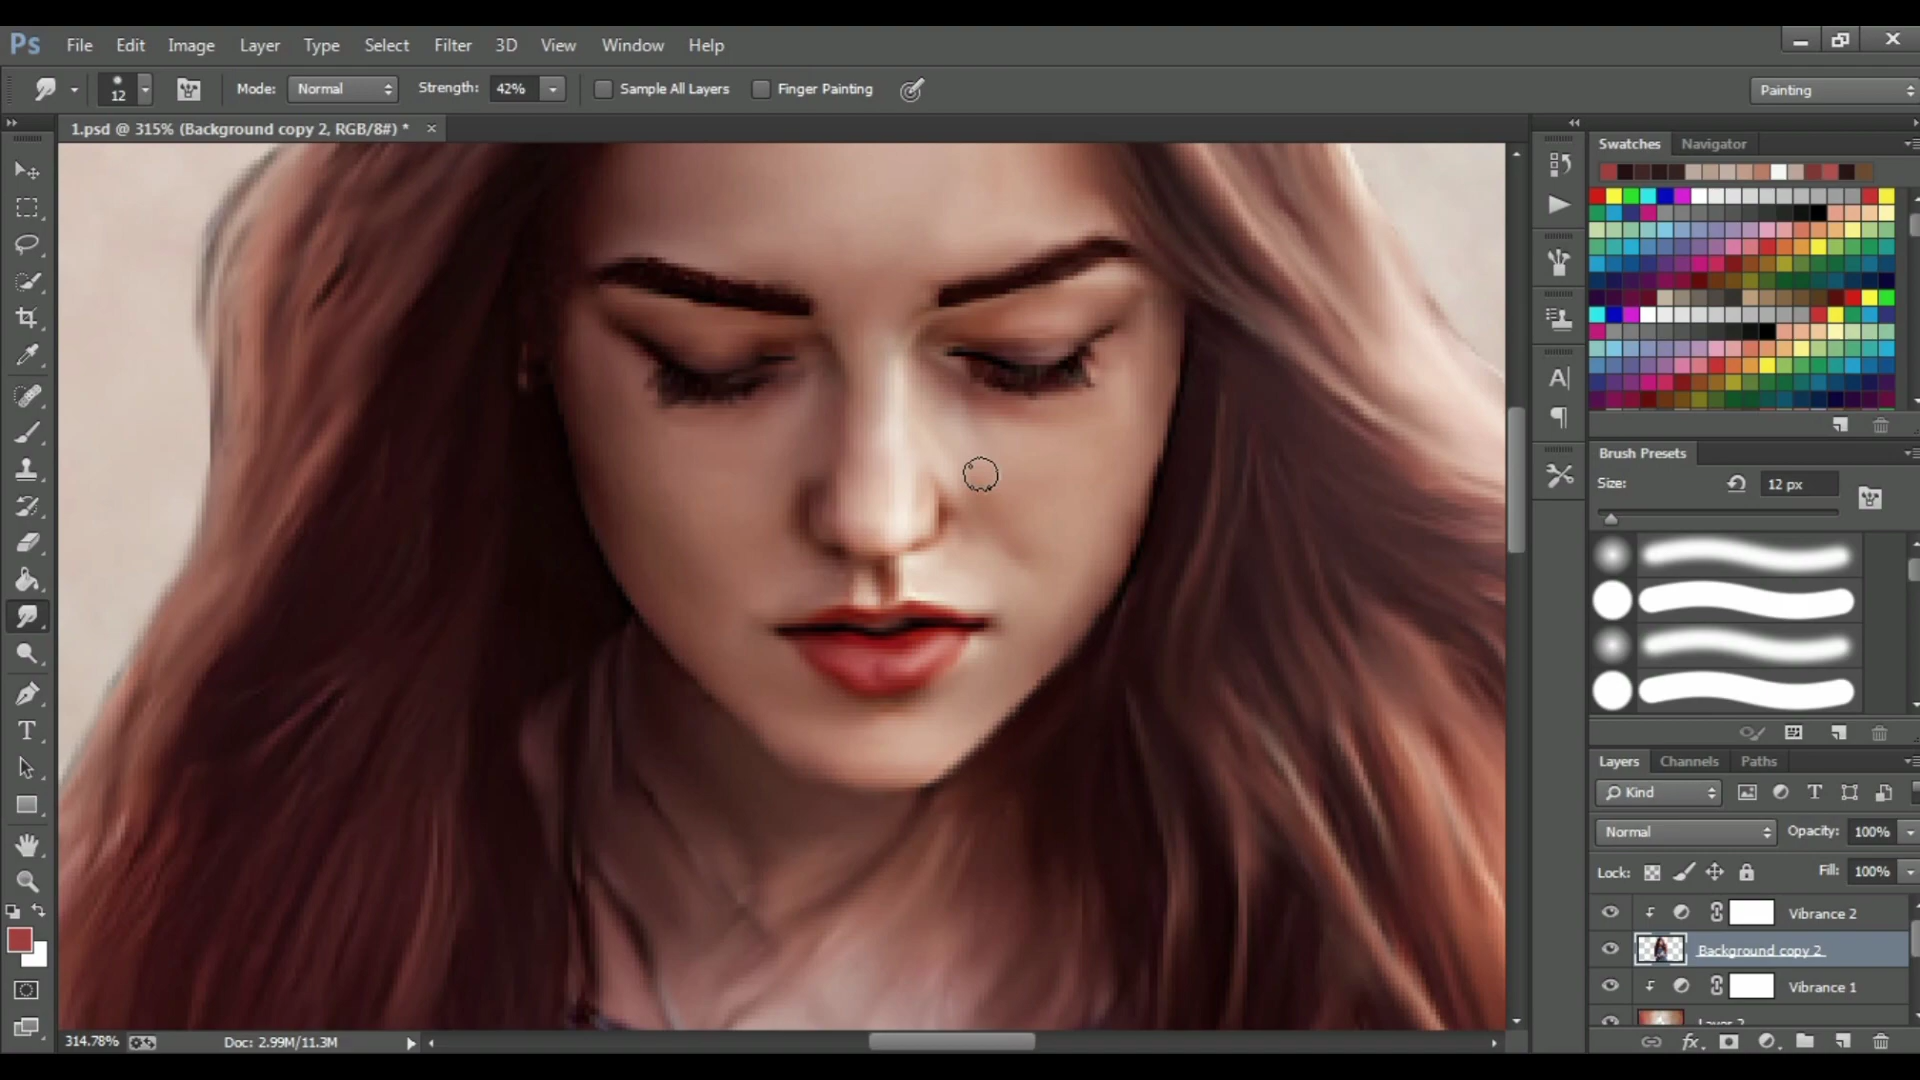 Ps File Edit Image Layer Type Select Filter 3D View Window Help
12 Mode: Normal Strength: 42% Sample All Layers Finger Painting Painting
1.psd @ 315% (Background copy 2, RGB/8#) *
Swatches Navigator
Brush Presets
Size: 12 px
Layers Channels Paths
Kind
Normal Opacity: 100%
Lock: Fill: 100%
Vibrance 2
Background copy 2
Vibrance 1
Layer 2
314.78% Doc: 2.99M/11.3M